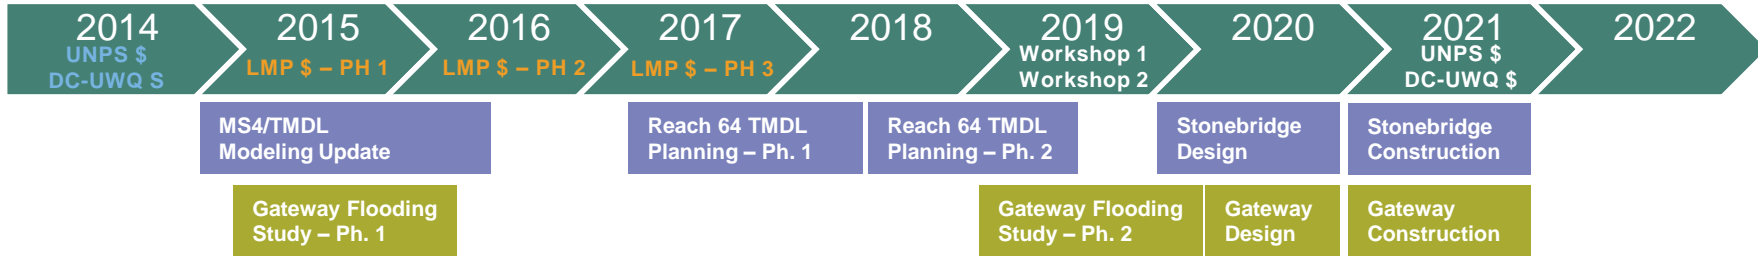 2014
UNPS $
DC-UWQ S
2015
LMP $ – PH 1
2016
LMP $ – PH 2
2017
LMP $ – PH 3
2018
2019
Workshop 1
Workshop 2
2020
2021
UNPS $
DC-UWQ $
2022
MS4/TMDL
Modeling Update
Reach 64 TMDL
Planning – Ph. 1
Reach 64 TMDL
Planning – Ph. 2
Stonebridge
Design
Stonebridge
Construction
Gateway Flooding
Study – Ph. 1
Gateway Flooding
Study – Ph. 2
Gateway
Design
Gateway
Construction